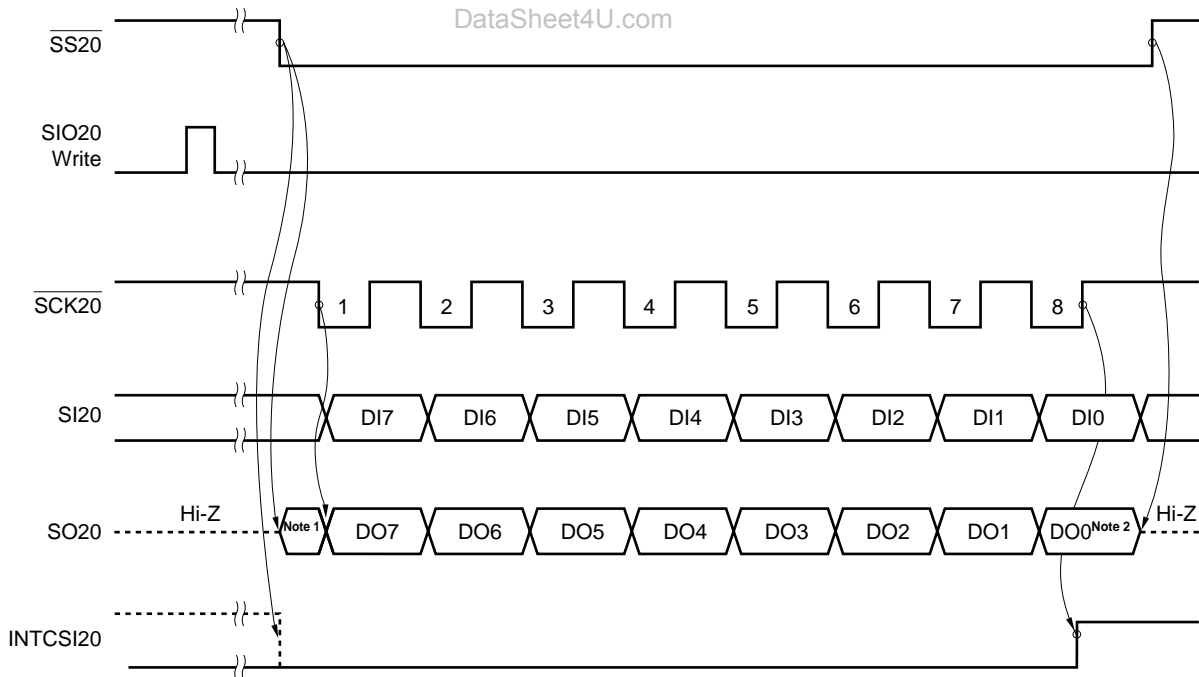 DataSheet4U.com
SS20
SIO20
Write
SCK20
1 2 3 4 5 6 7 8
SI20
DI7 DI6 DI5 DI4 DI3 DI2 DI1 DI0
SO20
Hi-Z Note 1 DO7 DO6 DO5 DO4 DO3 DO2 DO1 DO0 Note 2 Hi-Z
INTCSI20